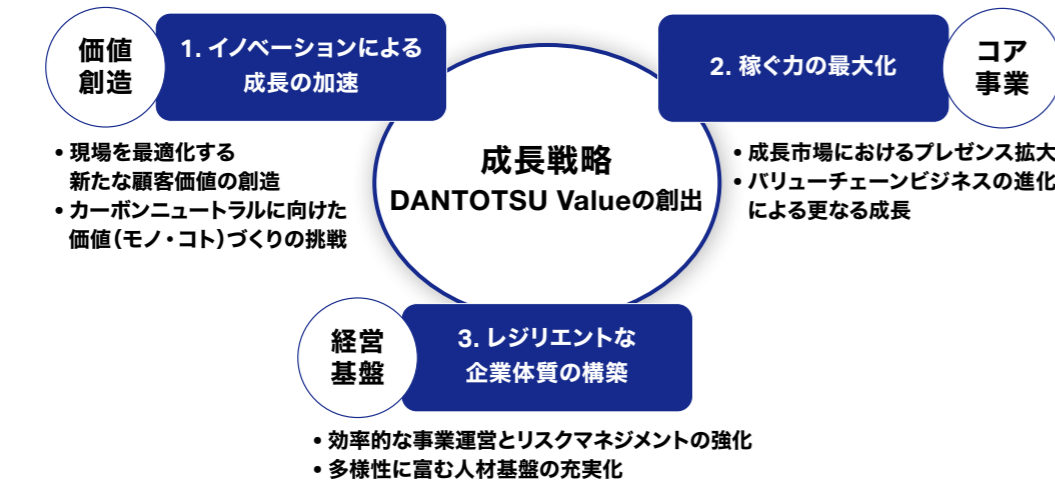 価値
創造
1. イノベーションによる
成長の加速
• 現場を最適化する
新たな顧客価値の創造
• カーボンニュートラルに向けた
価値（モノ・コト）づくりの挑戦
成長戦略
DANTOTSU Valueの創出
2. 稼ぐ力の最大化
コア
事業
• 成長市場におけるプレゼンス拡大
• バリューチェーンビジネスの進化
による更なる成長
経営
基盤
3. レジリエントな
企業体質の構築
• 効率的な事業運営とリスクマネジメントの強化
• 多様性に富む人材基盤の充実化